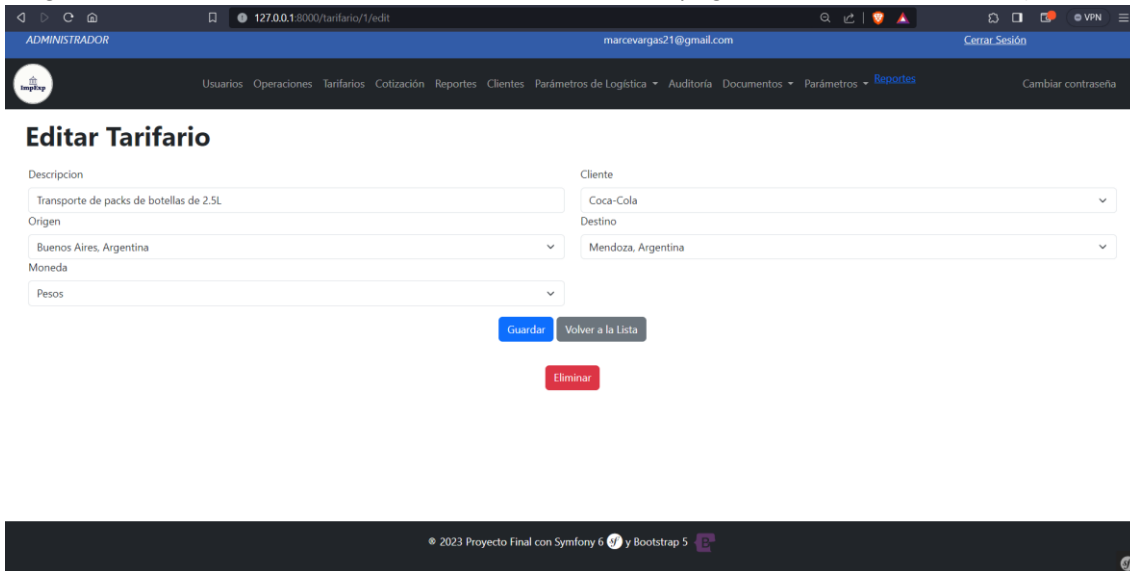 127.0.0.1:8000/tarifario/1/edit
VPN
ADMINISTRADOR marcevargas21@gmail.com Cerrar Sesión
ImpExp Usuarios Operaciones Tarifarios Cotización Reportes Clientes Parámetros de Logística Auditoría Documentos Parámetros Reportes Cambiar contraseña
Editar Tarifario
Descripcion Cliente
Transporte de packs de botellas de 2.5L Coca-Cola
Origen Destino
Buenos Aires, Argentina Mendoza, Argentina
Moneda
Pesos
Guardar Volver a la Lista
Eliminar
® 2023 Proyecto Final con Symfony 6 sf y Bootstrap 5 B